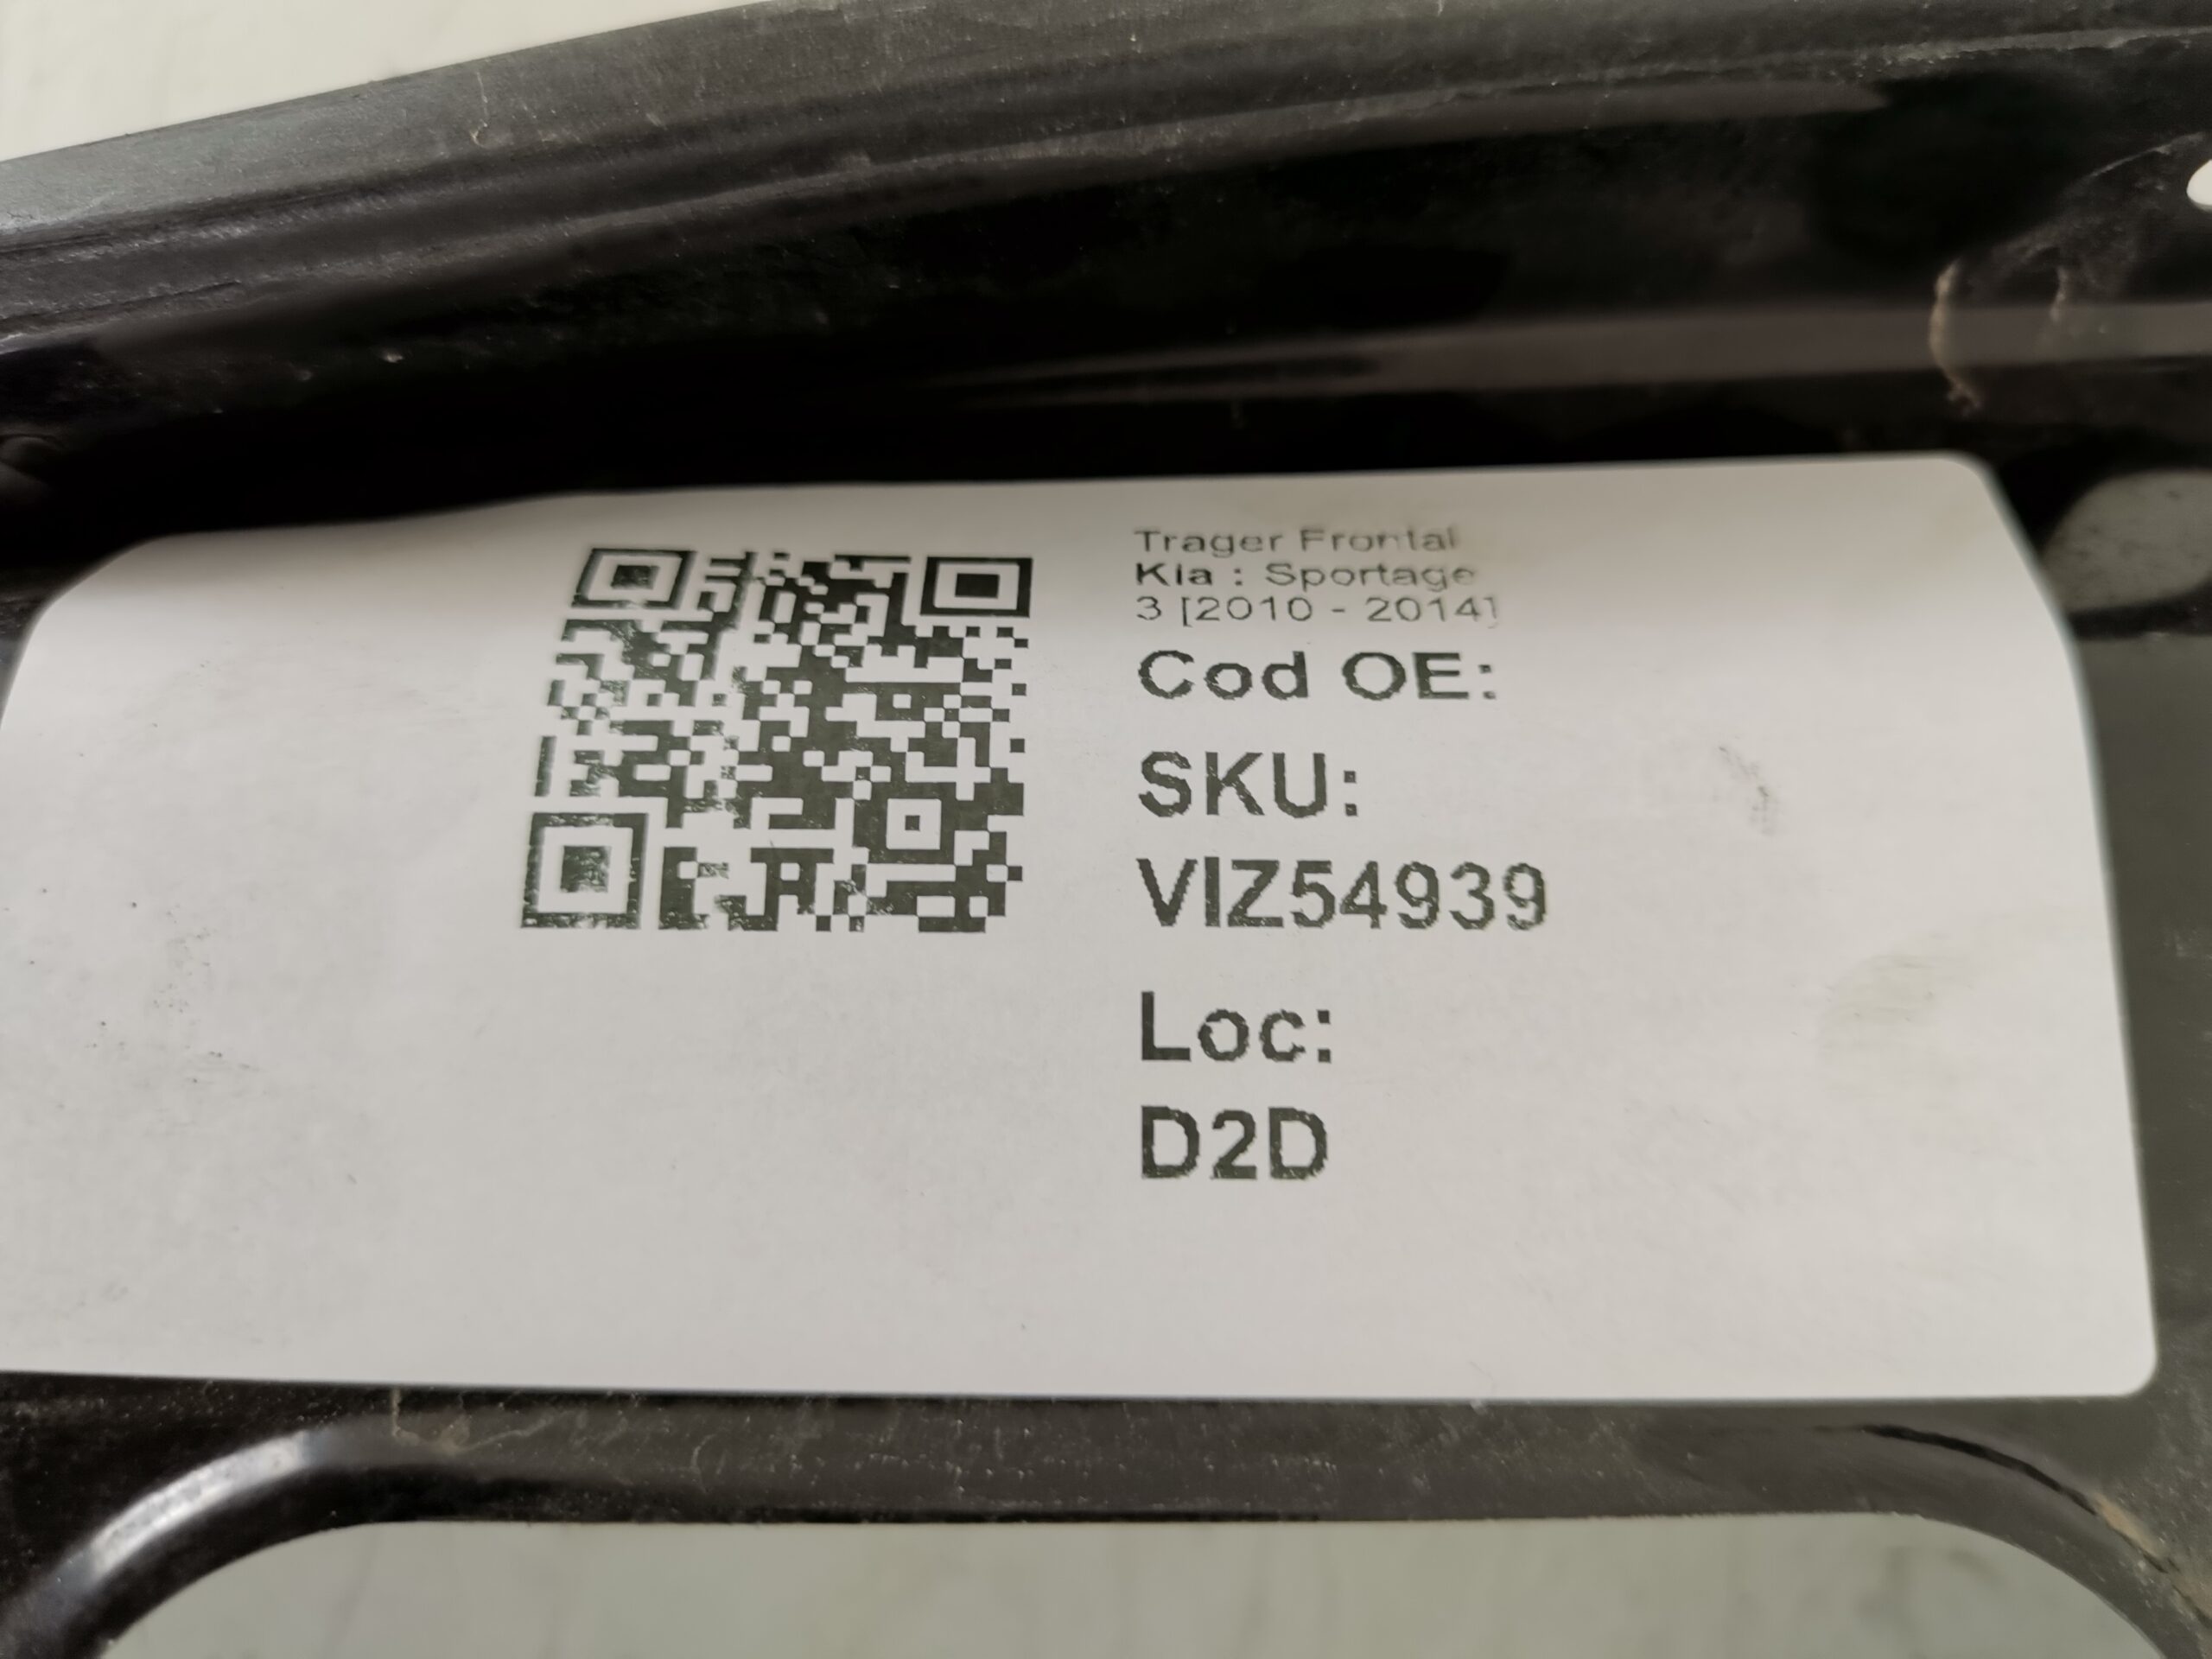 Trager Frontal
Kia : Sportage
3 [2010 - 2014]
Cod OE:
SKU:
VIZ54939
Loc:
D2D